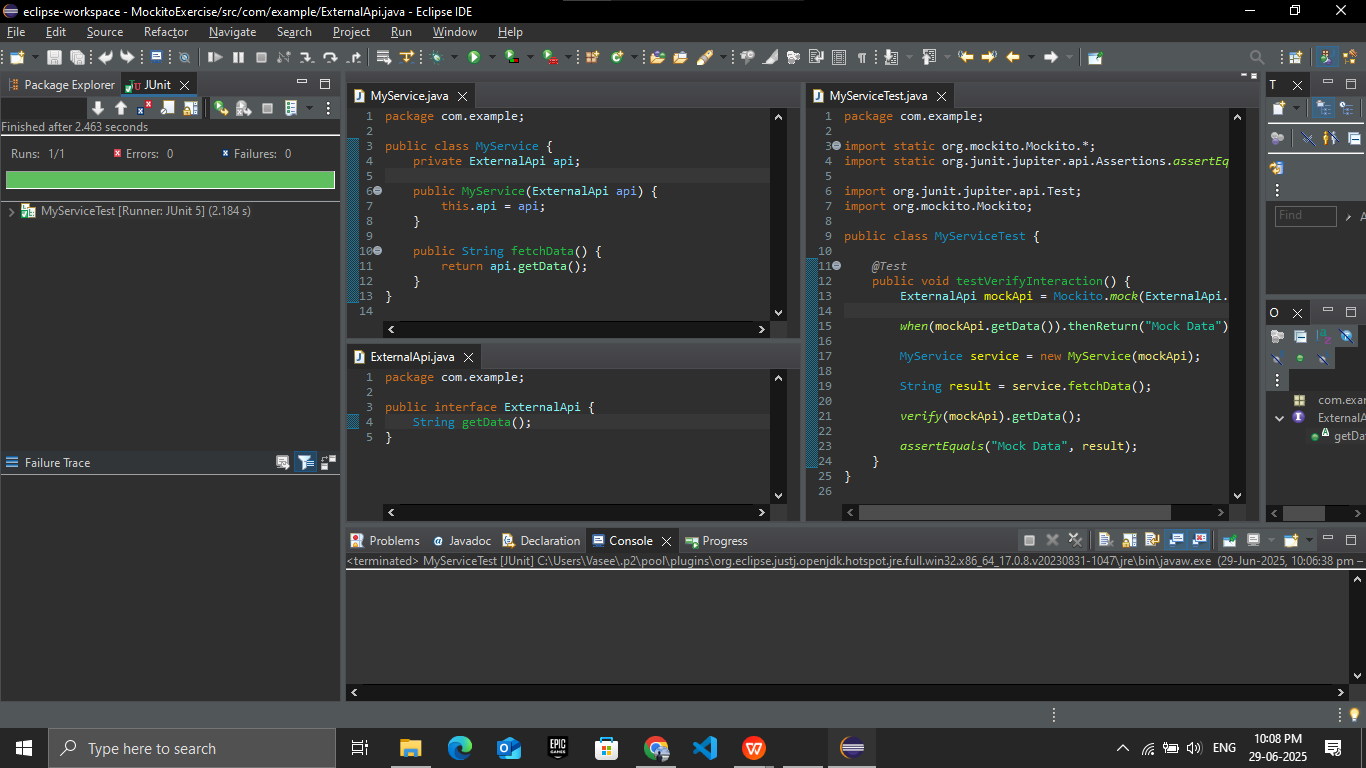 eclipse-workspace - MockitoExercise/src/com/example/ExternalApi.java - Eclipse IDE
File Edit Source Refactor Navigate Search Project Run Window Help
Package Explorer JUnit
Finished after 2.463 seconds
Runs: 1/1 Errors: 0 Failures: 0
MyServiceTest [Runner: JUnit 5] (2.184 s)
Failure Trace
MyService.java
1 package com.example;
2
3 public class MyService {
4 private ExternalApi api;
5
6 public MyService(ExternalApi api) {
7 this.api = api;
8 }
9
10 public String fetchData() {
11 return api.getData();
12 }
13 }
14
ExternalApi.java
1 package com.example;
2
3 public interface ExternalApi {
4 String getData();
5 }
MyServiceTest.java
1 package com.example;
2
3 import static org.mockito.Mockito.*;
4 import static org.junit.jupiter.api.Assertions.assertEq
5
6 import org.junit.jupiter.api.Test;
7 import org.mockito.Mockito;
8
9 public class MyServiceTest {
10
11 @Test
12 public void testVerifyInteraction() {
13 ExternalApi mockApi = Mockito.mock(ExternalApi.
14
15 when(mockApi.getData()).thenReturn("Mock Data")
16
17 MyService service = new MyService(mockApi);
18
19 String result = service.fetchData();
20
21 verify(mockApi).getData();
22
23 assertEquals("Mock Data", result);
24 }
25 }
26
T
Find
A
O
com.exar
ExternalA
getDa
Problems Javadoc Declaration Console Progress
<terminated> MyServiceTest [JUnit] C:\Users\Vasee\.p2\pool\plugins\org.eclipse.justj.openjdk.hotspot.jre.full.win32.x86_64_17.0.8.v20230831-1047\jre\bin\javaw.exe (29-Jun-2025, 10:06:38 pm –
Type here to search
EPIC GAMES
ENG
10:08 PM
29-06-2025